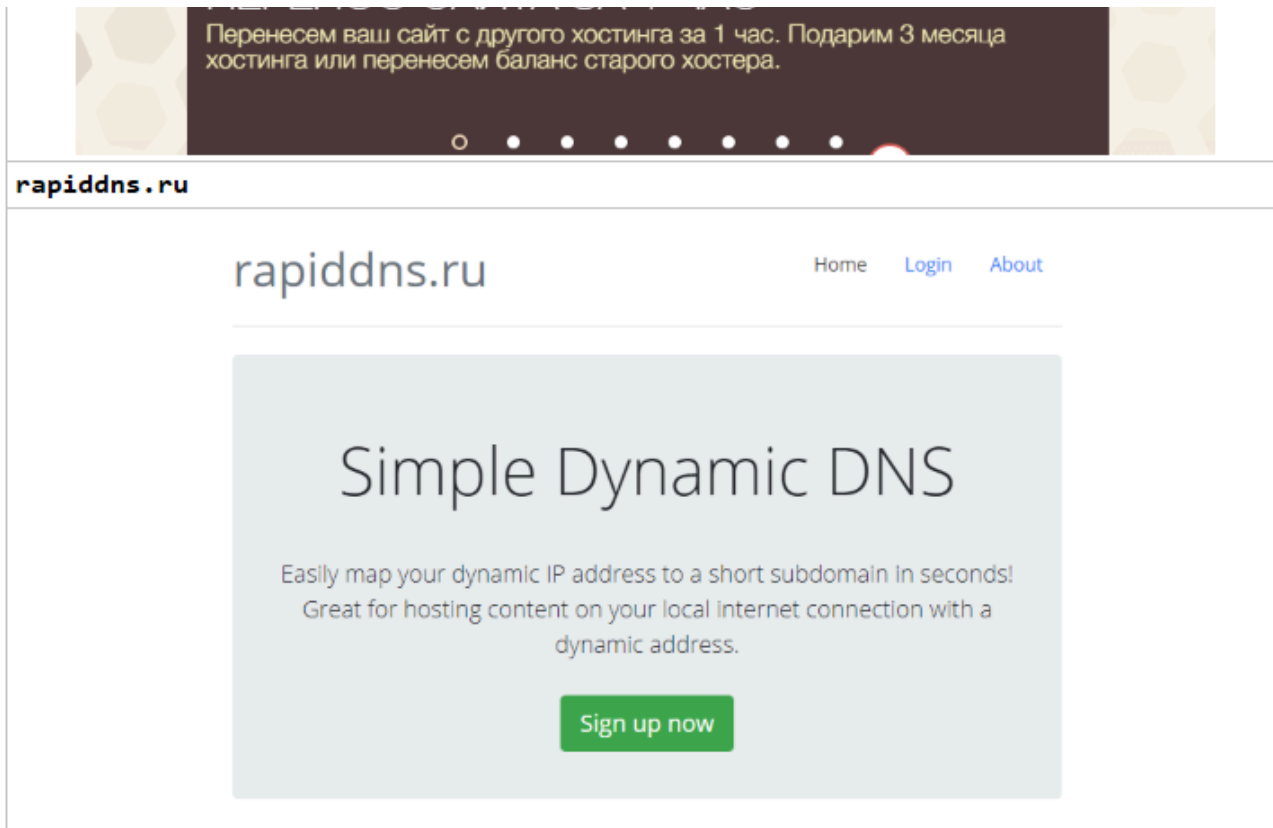 Перенесем ваш сайт с другого хостинга за 1 час. Подарим 3 месяца
хостинга или перенесем баланс старого хостера.
rapiddns.ru
rapiddns.ru
Home Login About
Simple Dynamic DNS
Easily map your dynamic IP address to a short subdomain in seconds!
Great for hosting content on your local internet connection with a
dynamic address.
Sign up now